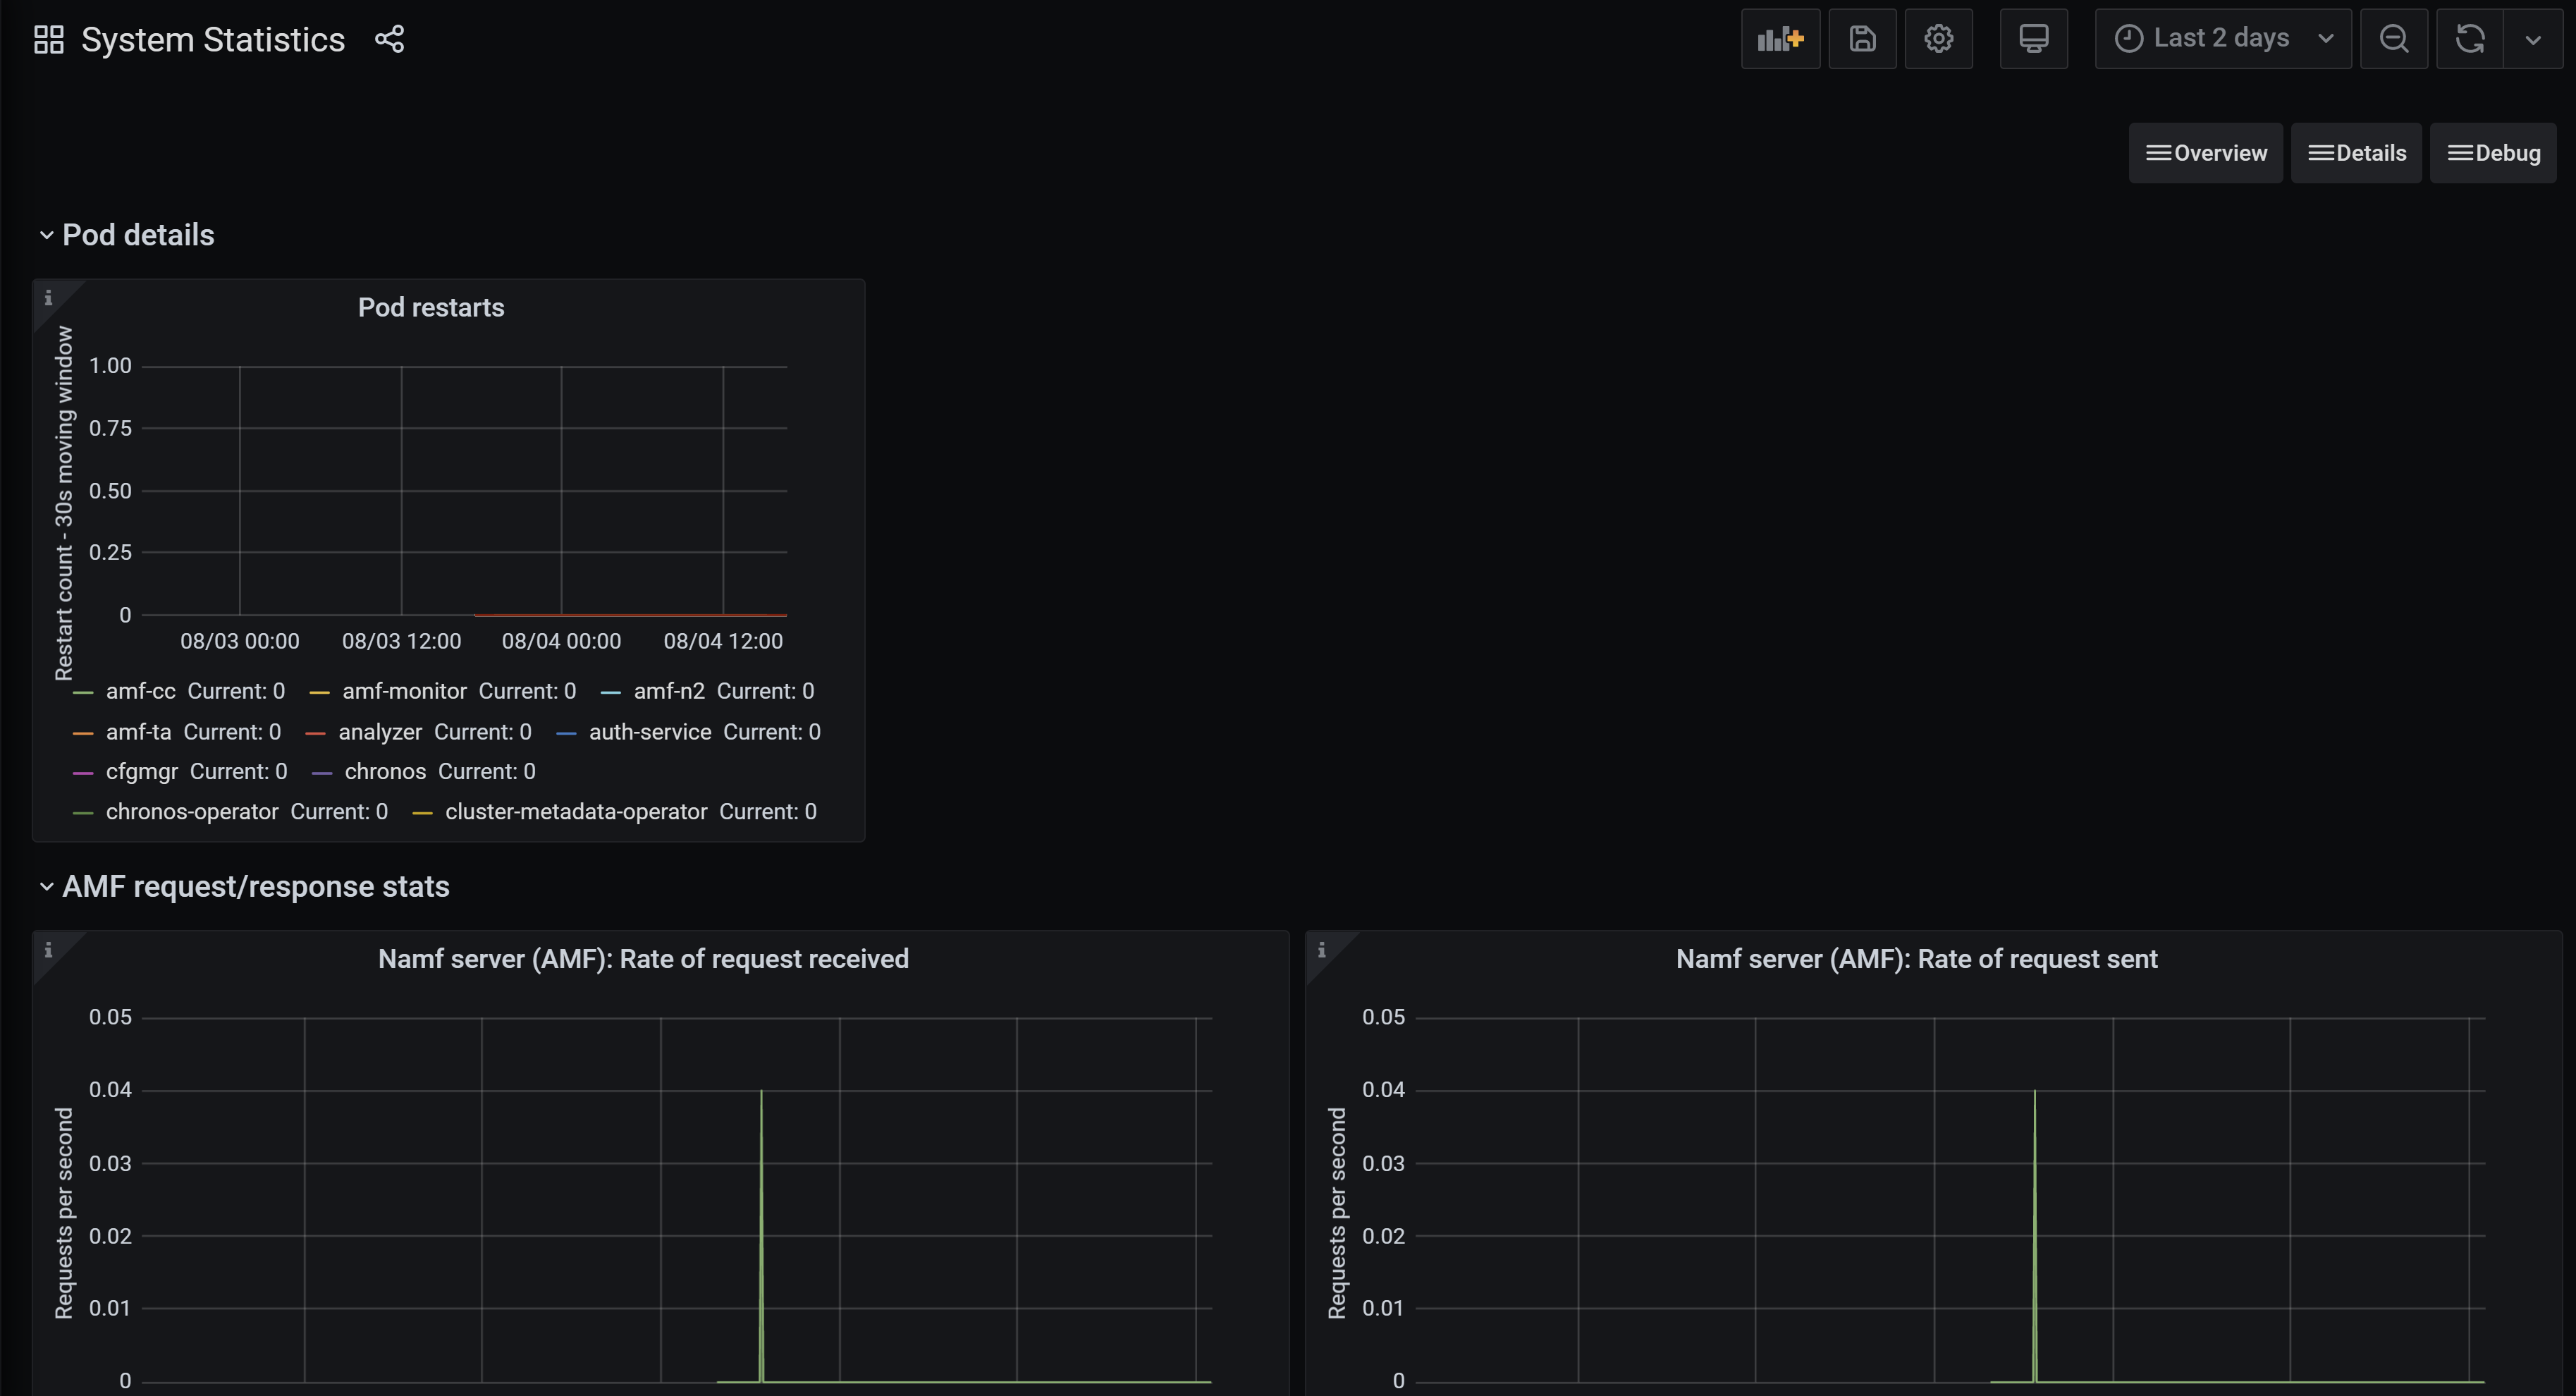 System Statistics
Last 2 days
Overview
Details
Debug
Pod details
i
Pod restarts
Restart count - 30s moving window
1.00
0.75
0.50
0.25
0
08/03 00:00 08/03 12:00 08/04 00:00 08/04 12:00
amf-cc Current: 0 amf-monitor Current: 0 amf-n2 Current: 0
amf-ta Current: 0 analyzer Current: 0 auth-service Current: 0
cfgmgr Current: 0 chronos Current: 0
chronos-operator Current: 0 cluster-metadata-operator Current: 0
AMF request/response stats
i
Namf server (AMF): Rate of request received
Requests per second
0.05
0.04
0.03
0.02
0.01
0
i
Namf server (AMF): Rate of request sent
Requests per second
0.05
0.04
0.03
0.02
0.01
0